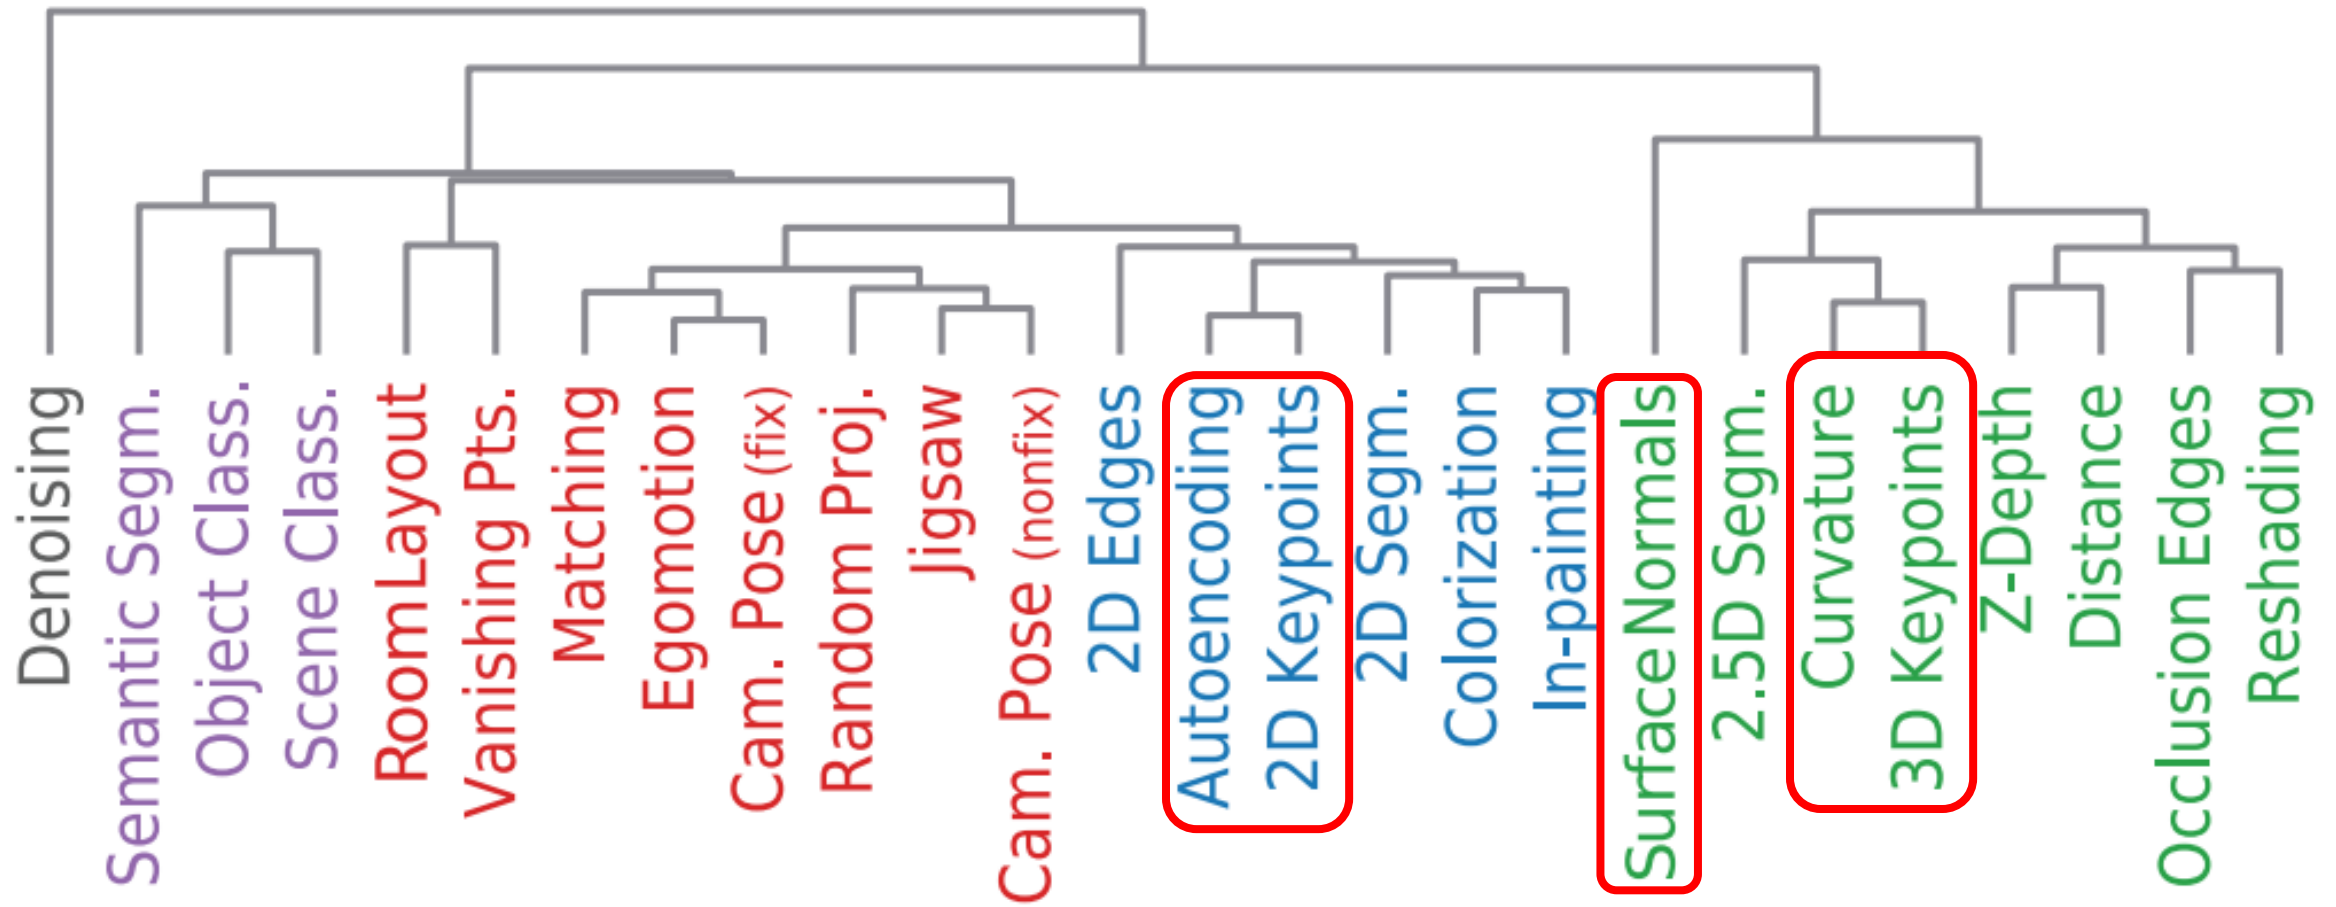 Denoising
Semantic Segm.
Object Class.
Scene Class.
Room Layout
Vanishing Pts.
Matching
Egomotion
Cam. Pose (fix)
Random Proj.
Jigsaw
Cam. Pose (nonfix)
2D Edges
Autoencoding
2D Keypoints
2D Segm.
Colorization
In-painting
Surface Normals
2.5D Segm.
Curvature
3D Keypoints
Z-Depth
Distance
Occlusion Edges
Reshading